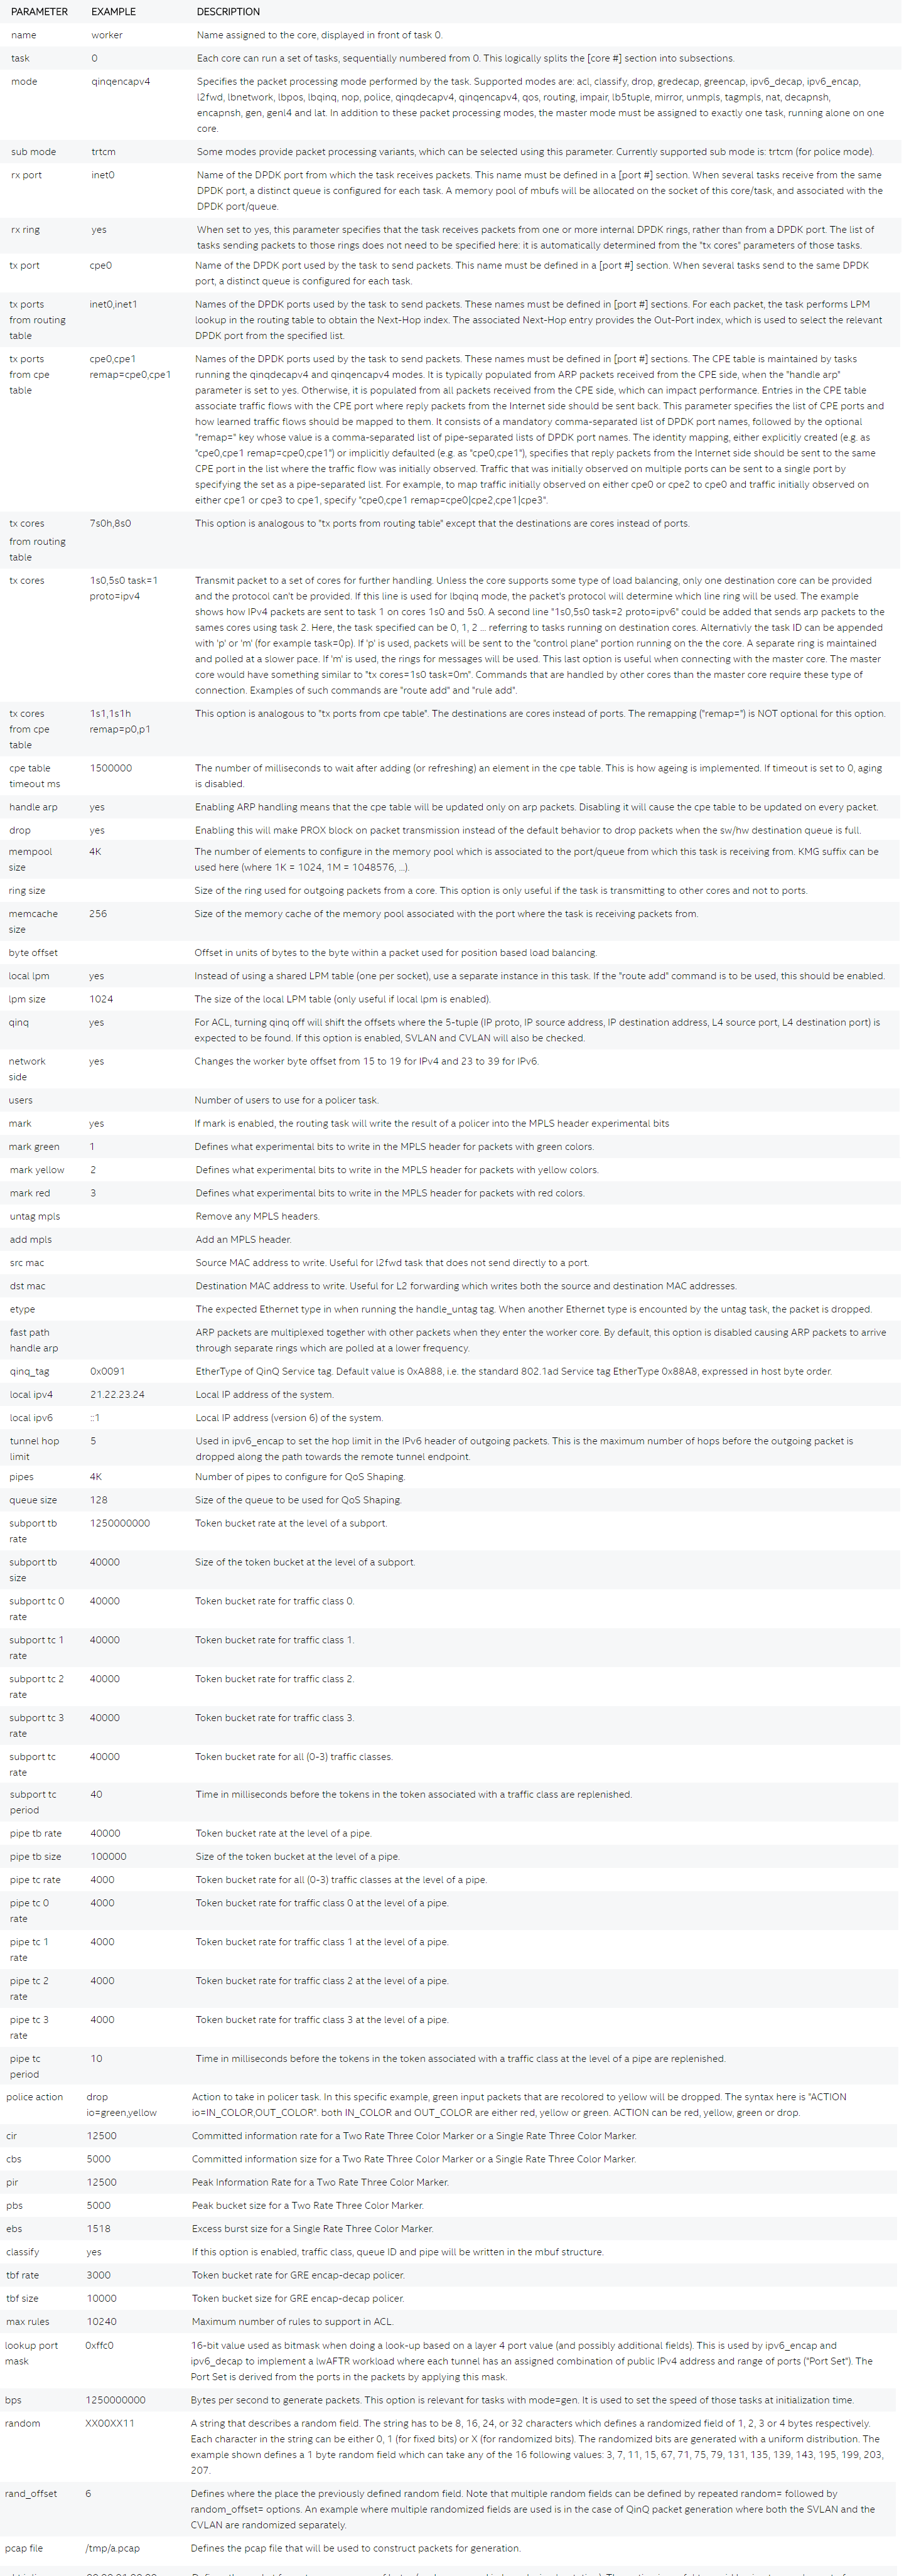 PARAMETER EXAMPLE DESCRIPTION
name worker Name assigned to the core, displayed in front of task 0.
task 0 Each core can run a set of tasks, sequentially numbered from 0. This logically splits the [core #] section into subsections.
mode qinqencapv4 Specifies the packet processing mode performed by the task. Supported modes are: acl, classify, drop, gredecap, greencap, ipv6_decap, ipv6_encap,
l2fwd, lbnetwork, lbpos, lbqinq, nop, police, qinqdecapv4, qinqencapv4, qos, routing, impair, lb5tuple, mirror, unmpls, tagmpls, nat, decapnsh,
encapnsh, gen, genl4 and lat. In addition to these packet processing modes, the master mode must be assigned to exactly one task, running alone on one
core.
sub mode trtcm Some modes provide packet processing variants, which can be selected using this parameter. Currently supported sub mode is: trtcm (for police mode).
rx port inet0 Name of the DPDK port from which the task receives packets. This name must be defined in a [port #] section. When several tasks receive from the same
DPDK port, a distinct queue is configured for each task. A memory pool of mbufs will be allocated on the socket of this core/task, and associated with the
DPDK port/queue.
rx ring yes When set to yes, this parameter specifies that the task receives packets from one or more internal DPDK rings, rather than from a DPDK port. The list of
tasks sending packets to those rings does not need to be specified here: it is automatically determined from the "tx cores" parameters of those tasks.
tx port cpe0 Name of the DPDK port used by the task to send packets. This name must be defined in a [port #] section. When several tasks send to the same DPDK
port, a distinct queue is configured for each task.
tx ports inet0,inet1 Names of the DPDK ports used by the task to send packets. These names must be defined in [port #] sections. For each packet, the task performs LPM
from routing lookup in the routing table to obtain the Next-Hop index. The associated Next-Hop entry provides the Out-Port index, which is used to select the relevant
table DPDK port from the specified list.
tx ports cpe0,cpe1 Names of the DPDK ports used by the task to send packets. These names must be defined in [port #] sections. The CPE table is maintained by tasks
from cpe remap=cpe0,cpe1 running the qinqdecapv4 and qinqencapv4 modes. It is typically populated from ARP packets received from the CPE side, when the "handle arp"
table parameter is set to yes. Otherwise, it is populated from all packets received from the CPE side, which can impact performance. Entries in the CPE table
associate traffic flows with the CPE port where reply packets from the Internet side should be sent back. This parameter specifies the list of CPE ports and
how learned traffic flows should be mapped to them. It consists of a mandatory comma-separated list of DPDK port names, followed by the optional
"remap=" key whose value is a comma-separated list of pipe-separated lists of DPDK port names. The identity mapping, either explicitly created (e.g. as
"cpe0,cpe1 remap=cpe0,cpe1") or implicitly defaulted (e.g. as "cpe0,cpe1"), specifies that reply packets from the Internet side should be sent to the same
CPE port in the list where the traffic flow was initially observed. Traffic that was initially observed on multiple ports can be sent to a single port by
specifying the set as a pipe-separated list. For example, to map traffic initially observed on either cpe0 or cpe2 to cpe0 and traffic initially observed on
either cpe1 or cpe3 to cpe1, specify "cpe0,cpe1 remap=cpe0|cpe2,cpe1|cpe3".
tx cores 7s0h,8s0 This option is analogous to "tx ports from routing table" except that the destinations are cores instead of ports.
from routing
table
tx cores 1s0,5s0 task=1 Transmit packet to a set of cores for further handling. Unless the core supports some type of load balancing, only one destination core can be provided
proto=ipv4 and the protocol can't be provided. If this line is used for lbqinq mode, the packet's protocol will determine which line ring will be used. The example
shows how IPv4 packets are sent to task 1 on cores 1s0 and 5s0. A second line "1s0,5s0 task=2 proto=ipv6" could be added that sends arp packets to the
sames cores using task 2. Here, the task specified can be 0, 1, 2 ... referring to tasks running on destination cores. Alternativly the task ID can be appended
with 'p' or 'm' (for example task=0p). If 'p' is used, packets will be sent to the "control plane" portion running on the the core. A separate ring is maintained
and polled at a slower pace. If 'm' is used, the rings for messages will be used. This last option is useful when connecting with the master core. The master
core would have something similar to "tx cores=1s0 task=0m". Commands that are handled by other cores than the master core require these type of
connection. Examples of such commands are "route add" and "rule add".
tx cores 1s1,1s1h This option is analogous to "tx ports from cpe table". The destinations are cores instead of ports. The remapping ("remap=") is NOT optional for this option.
from cpe remap=p0,p1
table
cpe table 1500000 The number of milliseconds to wait after adding (or refreshing) an element in the cpe table. This is how ageing is implemented. If timeout is set to 0, aging
timeout ms is disabled.
handle arp yes Enabling ARP handling means that the cpe table will be updated only on arp packets. Disabling it will cause the cpe table to be updated on every packet.
drop yes Enabling this will make PROX block on packet transmission instead of the default behavior to drop packets when the sw/hw destination queue is full.
mempool 4K The number of elements to configure in the memory pool which is associated to the port/queue from which this task is receiving from. KMG suffix can be
size used here (where 1K = 1024, 1M = 1048576, ...).
ring size Size of the ring used for outgoing packets from a core. This option is only useful if the task is transmitting to other cores and not to ports.
memcache 256 Size of the memory cache of the memory pool associated with the port where the task is receiving packets from.
size
byte offset Offset in units of bytes to the byte within a packet used for position based load balancing.
local lpm yes Instead of using a shared LPM table (one per socket), use a separate instance in this task. If the "route add" command is to be used, this should be enabled.
lpm size 1024 The size of the local LPM table (only useful if local lpm is enabled).
qinq yes For ACL, turning qinq off will shift the offsets where the 5-tuple (IP proto, IP source address, IP destination address, L4 source port, L4 destination port) is
expected to be found. If this option is enabled, SVLAN and CVLAN will also be checked.
network yes Changes the worker byte offset from 15 to 19 for IPv4 and 23 to 39 for IPv6.
side
users Number of users to use for a policer task.
mark yes If mark is enabled, the routing task will write the result of a policer into the MPLS header experimental bits
mark green 1 Defines what experimental bits to write in the MPLS header for packets with green colors.
mark yellow 2 Defines what experimental bits to write in the MPLS header for packets with yellow colors.
mark red 3 Defines what experimental bits to write in the MPLS header for packets with red colors.
untag mpls Remove any MPLS headers.
add mpls Add an MPLS header.
src mac Source MAC address to write. Useful for l2fwd task that does not send directly to a port.
dst mac Destination MAC address to write. Useful for L2 forwarding which writes both the source and destination MAC addresses.
etype The expected Ethernet type in when running the handle_untag tag. When another Ethernet type is encounted by the untag task, the packet is dropped.
fast path ARP packets are multiplexed together with other packets when they enter the worker core. By default, this option is disabled causing ARP packets to arrive
handle arp through separate rings which are polled at a lower frequency.
qinq_tag 0x0091 EtherType of QinQ Service tag. Default value is 0xA888, i.e. the standard 802.1ad Service tag EtherType 0x88A8, expressed in host byte order.
local ipv4 21.22.23.24 Local IP address of the system.
local ipv6 ::1 Local IP address (version 6) of the system.
tunnel hop 5 Used in ipv6_encap to set the hop limit in the IPv6 header of outgoing packets. This is the maximum number of hops before the outgoing packet is
limit dropped along the path towards the remote tunnel endpoint.
pipes 4K Number of pipes to configure for QoS Shaping.
queue size 128 Size of the queue to be used for QoS Shaping.
subport tb 1250000000 Token bucket rate at the level of a subport.
rate
subport tb 40000 Size of the token bucket at the level of a subport.
size
subport tc 0 40000 Token bucket rate for traffic class 0.
rate
subport tc 1 40000 Token bucket rate for traffic class 1.
rate
subport tc 2 40000 Token bucket rate for traffic class 2.
rate
subport tc 3 40000 Token bucket rate for traffic class 3.
rate
subport tc 40000 Token bucket rate for all (0-3) traffic classes.
rate
subport tc 40 Time in milliseconds before the tokens in the token associated with a traffic class are replenished.
period
pipe tb rate 40000 Token bucket rate at the level of a pipe.
pipe tb size 100000 Size of the token bucket at the level of a pipe.
pipe tc rate 4000 Token bucket rate for all (0-3) traffic classes at the level of a pipe.
pipe tc 0 4000 Token bucket rate for traffic class 0 at the level of a pipe.
rate
pipe tc 1 4000 Token bucket rate for traffic class 1 at the level of a pipe.
rate
pipe tc 2 4000 Token bucket rate for traffic class 2 at the level of a pipe.
rate
pipe tc 3 4000 Token bucket rate for traffic class 3 at the level of a pipe.
rate
pipe tc 10 Time in milliseconds before the tokens in the token associated with a traffic class at the level of a pipe are replenished.
period
police action drop Action to take in policer task. In this specific example, green input packets that are recolored to yellow will be dropped. The syntax here is "ACTION
io=green,yellow io=IN_COLOR,OUT_COLOR". both IN_COLOR and OUT_COLOR are either red, yellow or green. ACTION can be red, yellow, green or drop.
cir 12500 Committed information rate for a Two Rate Three Color Marker or a Single Rate Three Color Marker.
cbs 5000 Committed information size for a Two Rate Three Color Marker or a Single Rate Three Color Marker.
pir 12500 Peak Information Rate for a Two Rate Three Color Marker.
pbs 5000 Peak bucket size for a Two Rate Three Color Marker.
ebs 1518 Excess burst size for a Single Rate Three Color Marker.
classify yes If this option is enabled, traffic class, queue ID and pipe will be written in the mbuf structure.
tbf rate 3000 Token bucket rate for GRE encap-decap policer.
tbf size 10000 Token bucket size for GRE encap-decap policer.
max rules 10240 Maximum number of rules to support in ACL.
lookup port 0xffc0 16-bit value used as bitmask when doing a look-up based on a layer 4 port value (and possibly additional fields). This is used by ipv6_encap and
mask ipv6_decap to implement a lwAFTR workload where each tunnel has an assigned combination of public IPv4 address and range of ports ("Port Set"). The
Port Set is derived from the ports in the packets by applying this mask.
bps 1250000000 Bytes per second to generate packets. This option is relevant for tasks with mode=gen. It is used to set the speed of those tasks at initialization time.
random XX00XX11 A string that describes a random field. The string has to be 8, 16, 24, or 32 characters which defines a randomized field of 1, 2, 3 or 4 bytes respectively.
Each character in the string can be either 0, 1 (for fixed bits) or X (for randomized bits). The randomized bits are generated with a uniform distribution. The
example shown defines a 1 byte random field which can take any of the 16 following values: 3, 7, 11, 15, 67, 71, 75, 79, 131, 135, 139, 143, 195, 199, 203,
207.
rand_offset 6 Defines where the place the previously defined random field. Note that multiple random fields can be defined by repeated random= followed by
random_offset= options. An example where multiple randomized fields are used is in the case of QinQ packet generation where both the SVLAN and the
CVLAN are randomized separately.
pcap file /tmp/a.pcap Defines the pcap file that will be used to construct packets for generation.